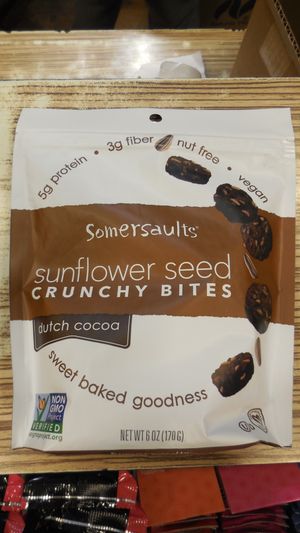 5g protein • 3g fiber nut free • vegan
Somersaults
sunflower seed
CRUNCHY BITES
dutch cocoa
sweet baked goodness
NON
GMO
Project
VERIFIED
nongmoproject.org
NET WT 6 OZ (170G)